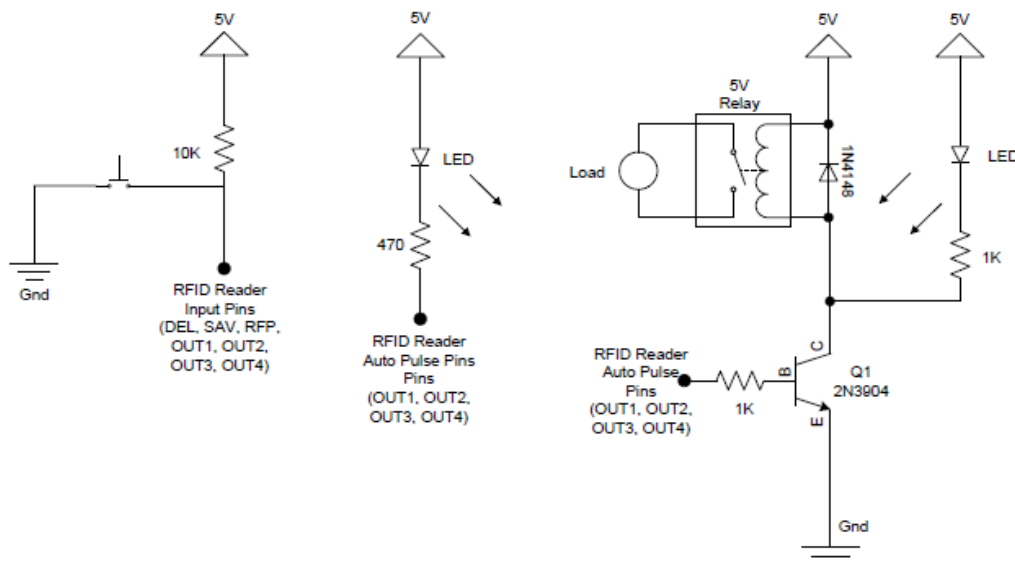 5V
10K
Gnd
RFID Reader
Input Pins
(DEL, SAV, RFP,
OUT1, OUT2,
OUT3, OUT4)
5V
LED
470
RFID Reader
Auto Pulse Pins
Pins
(OUT1, OUT2,
OUT3, OUT4)
5V
5V
5V
Relay
Load
1N4148
LED
1K
RFID Reader
Auto Pulse
Pins
(OUT1, OUT2,
OUT3, OUT4)
1K
B
C
E
Q1
2N3904
Gnd